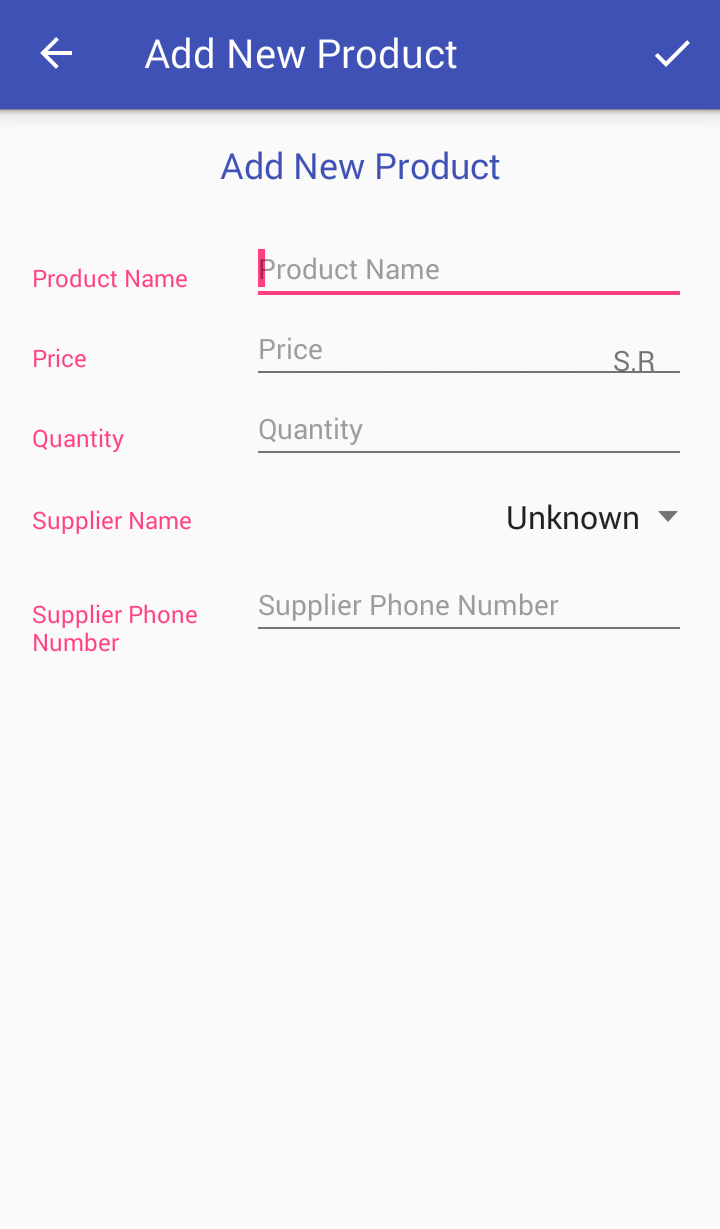 Add New Product
Add New Product
Product Name Product Name
Price Price S.R
Quantity Quantity
Supplier Name Unknown
Supplier Phone Number Supplier Phone Number